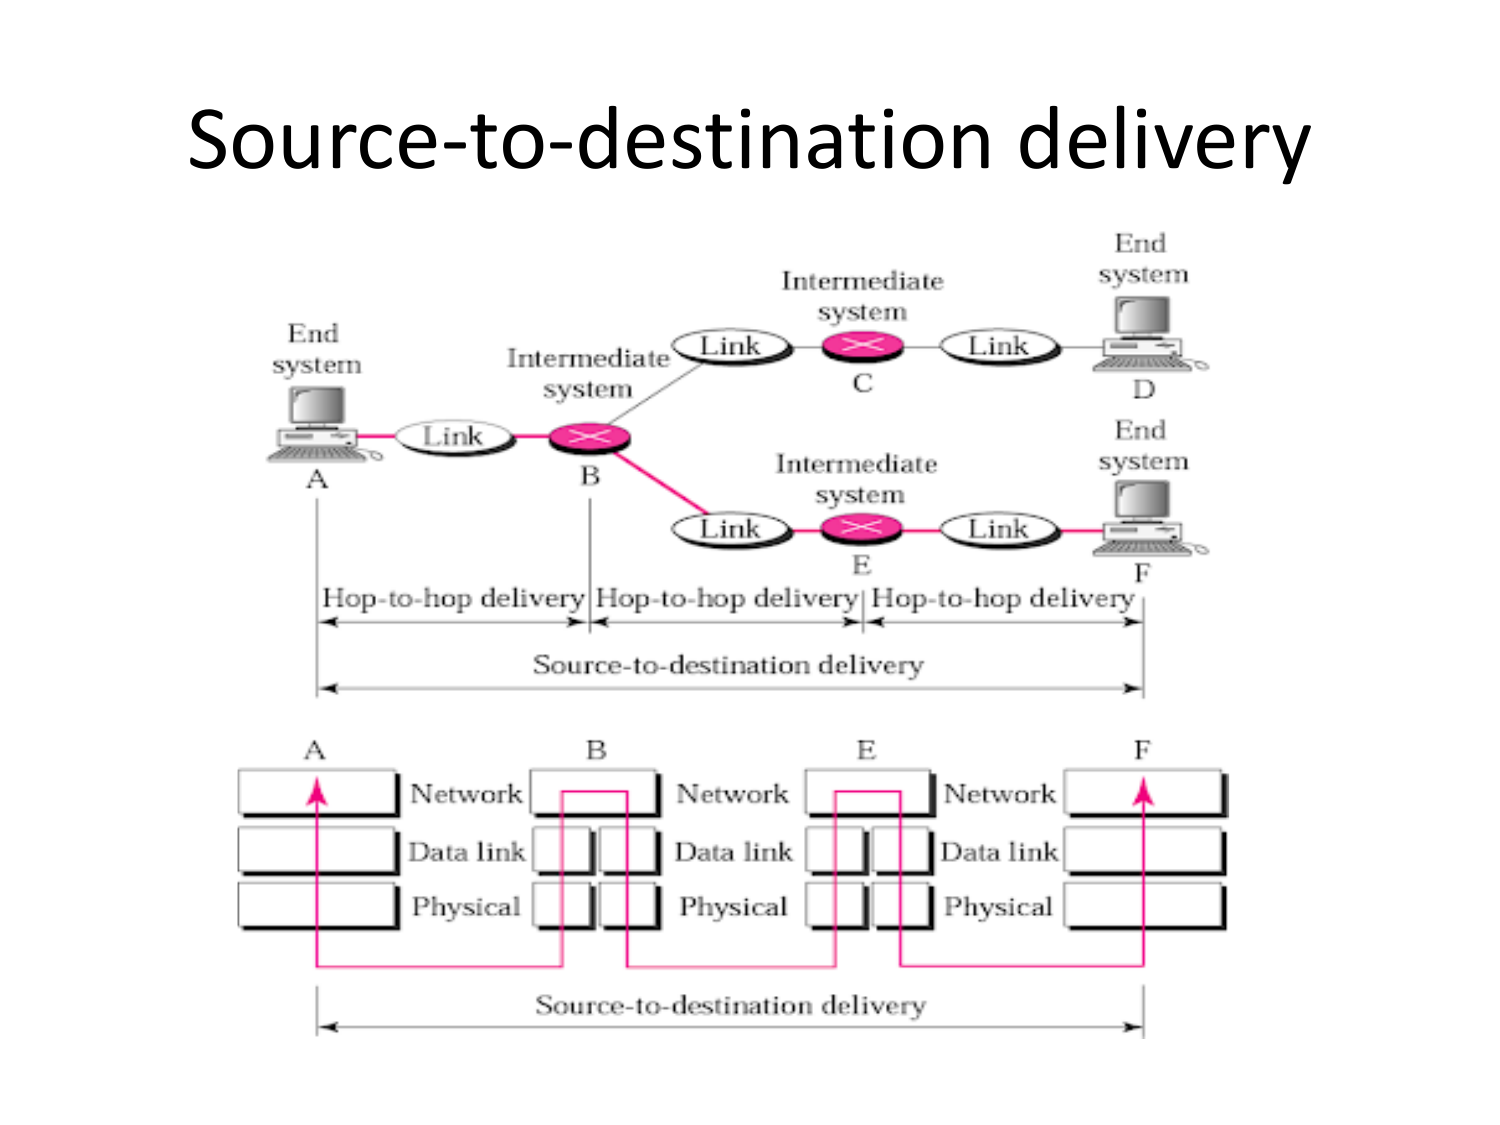 Source-to-destination delivery
End
system
Intermediate
system
End
system
Link
Link
C
D
Intermediate
system
Link
A
B
End
system
Intermediate
system
Link
Link
E
F
Hop-to-hop delivery
Hop-to-hop delivery
Hop-to-hop delivery
Source-to-destination delivery
A
B
E
F
Network
Network
Network
Data link
Data link
Data link
Physical
Physical
Physical
Source-to-destination delivery